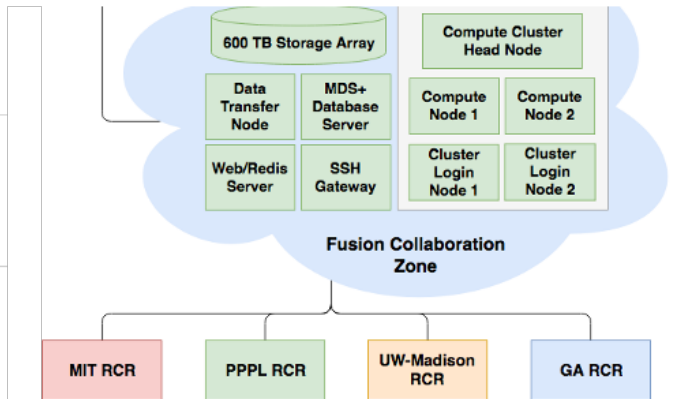 600 TB Storage Array
Compute Cluster
Head Node
Data
Transfer
Node
MDS+
Database
Server
Compute
Node 1
Compute
Node 2
Web/Redis
Server
SSH
Gateway
Cluster
Login
Node 1
Cluster
Login
Node 2
Fusion Collaboration
Zone
MIT RCR
PPPL RCR
UW-Madison
RCR
GA RCR